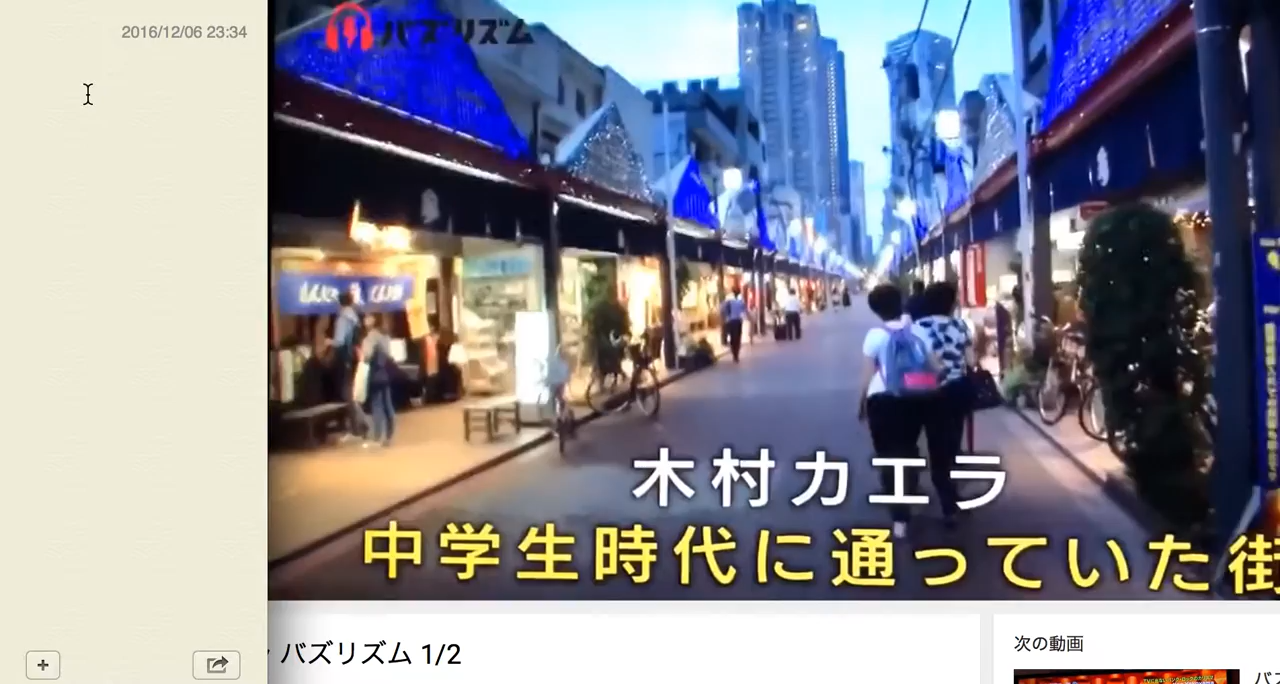 2016/12/06 23:34
バズリズム
木村カエラ
中学生時代に通っていた街
バズリズム 1/2
次の動画